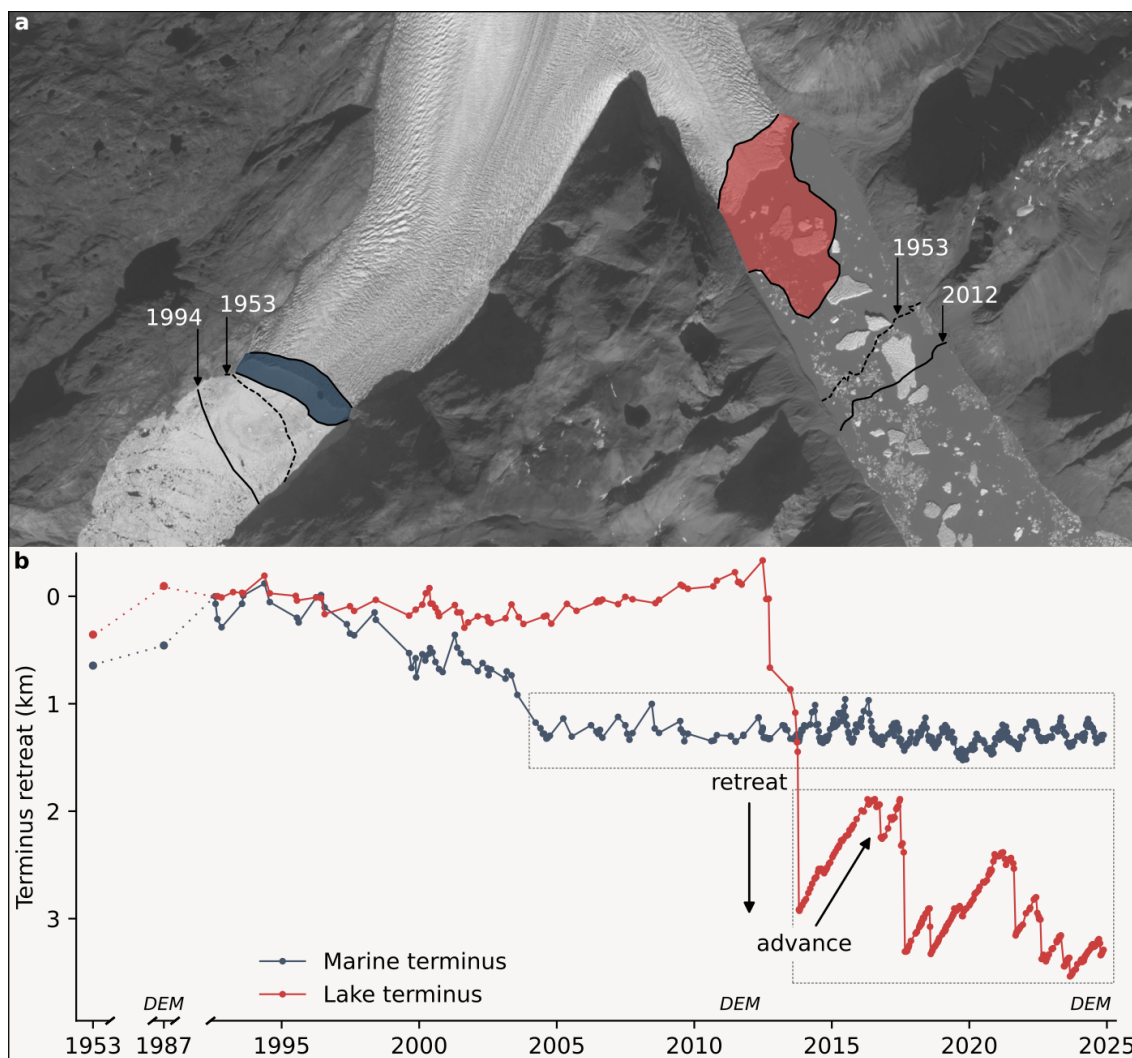 a
1953
2012
1953
1994
b
0
1
2
3
Terminus retreat (km)
retreat
advance
Marine terminus
Lake terminus
DEM
DEM
DEM
1953
1987
1995
2000
2005
2010
2015
2020
2025